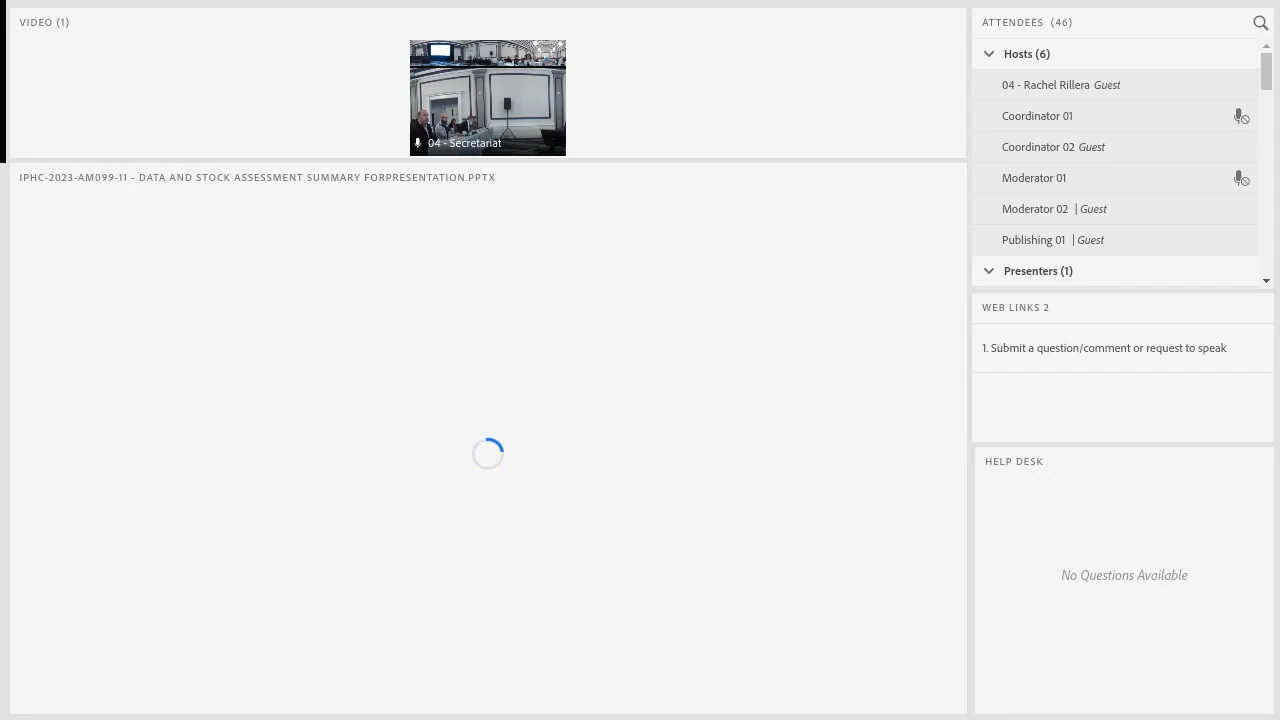 VIDEO (1)
04 - Secretariat
IPHC-2023-AM099-11 - DATA AND STOCK ASSESSMENT SUMMARY FORPRESENTATION.PPTX
ATTENDEES (46)
Hosts (6)
04 - Rachel Rillera Guest
Coordinator 01
Coordinator 02 Guest
Moderator 01
Moderator 02 | Guest
Publishing 01 | Guest
Presenters (1)
WEB LINKS 2
1. Submit a question/comment or request to speak
HELP DESK
No Questions Available